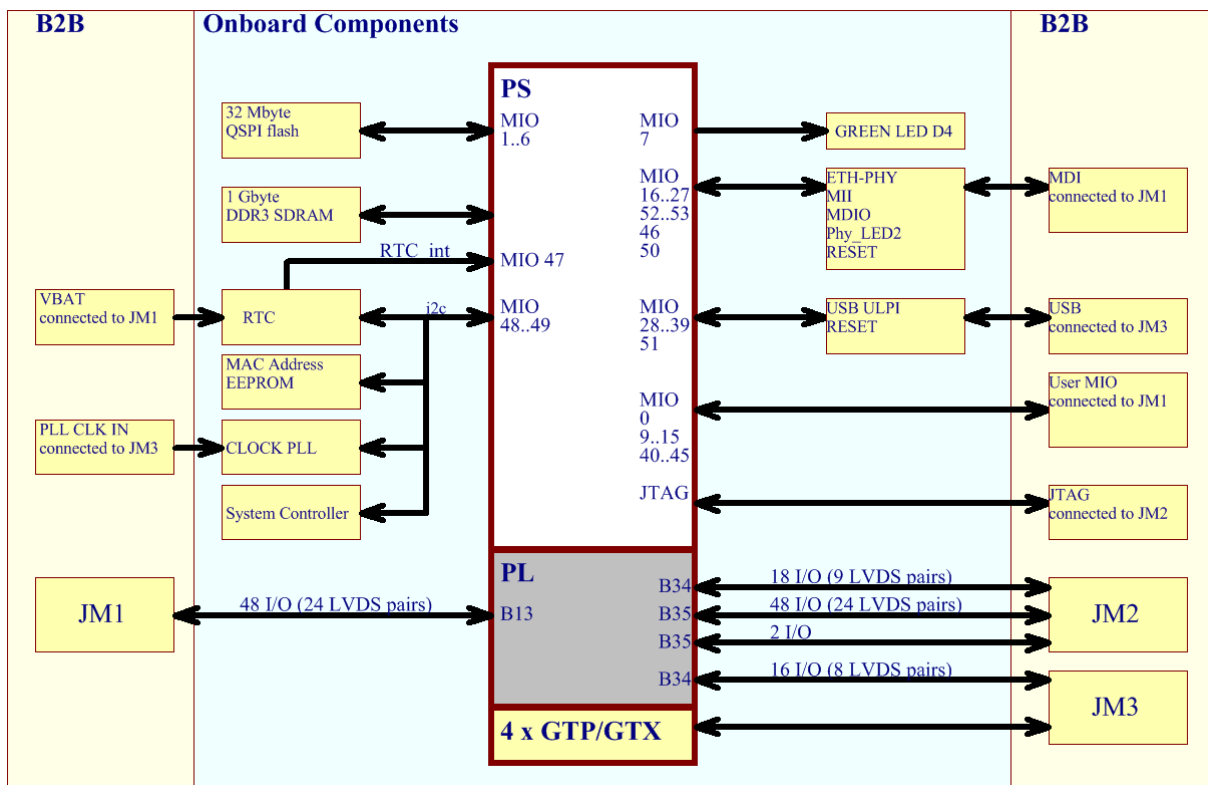 B2B
Onboard Components
B2B
PS
32 Mbyte
QSPI flash
MIO
1..6
MIO
7
GREEN LED D4
1 Gbyte
DDR3 SDRAM
MIO
16..27
52..53
46
50
ETH-PHY
MII
MDIO
Phy_LED2
RESET
MDI
connected to JM1
RTC_int
MIO 47
VBAT
connected to JM1
RTC
i2c
MIO
48..49
MIO
28..39
51
USB ULPI
RESET
USB
connected to JM3
MAC Address
EEPROM
MIO
0
9..15
40..45
User MIO
connected to JM1
PLL CLK IN
connected to JM3
CLOCK PLL
System Controller
JTAG
JTAG
connected to JM2
PL
JM1
48 I/O (24 LVDS pairs)
B13
B34
18 I/O (9 LVDS pairs)
B35
48 I/O (24 LVDS pairs)
B35
2 I/O
JM2
B34
16 I/O (8 LVDS pairs)
JM3
4 x GTP/GTX